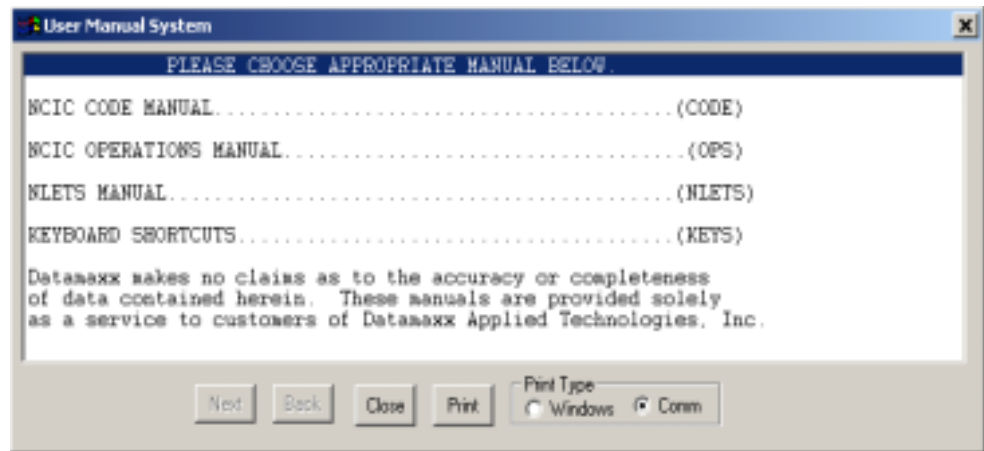 User Manual System
PLEASE CHOOSE APPROPRIATE MANUAL BELOW.
NCIC CODE MANUAL......................................(CODE)
NCIC OPERATIONS MANUAL.................................(OPS)
NLETS MANUAL..........................................(NLETS)
KEYBOARD SHORTCUTS....................................(KEYS)
Datamaxx makes no claims as to the accuracy or completeness
of data contained herein.  These manuals are provided solely
as a service to customers of Datamaxx Applied Technologies, Inc.
Print Type
Next Back Close Print Windows Comm